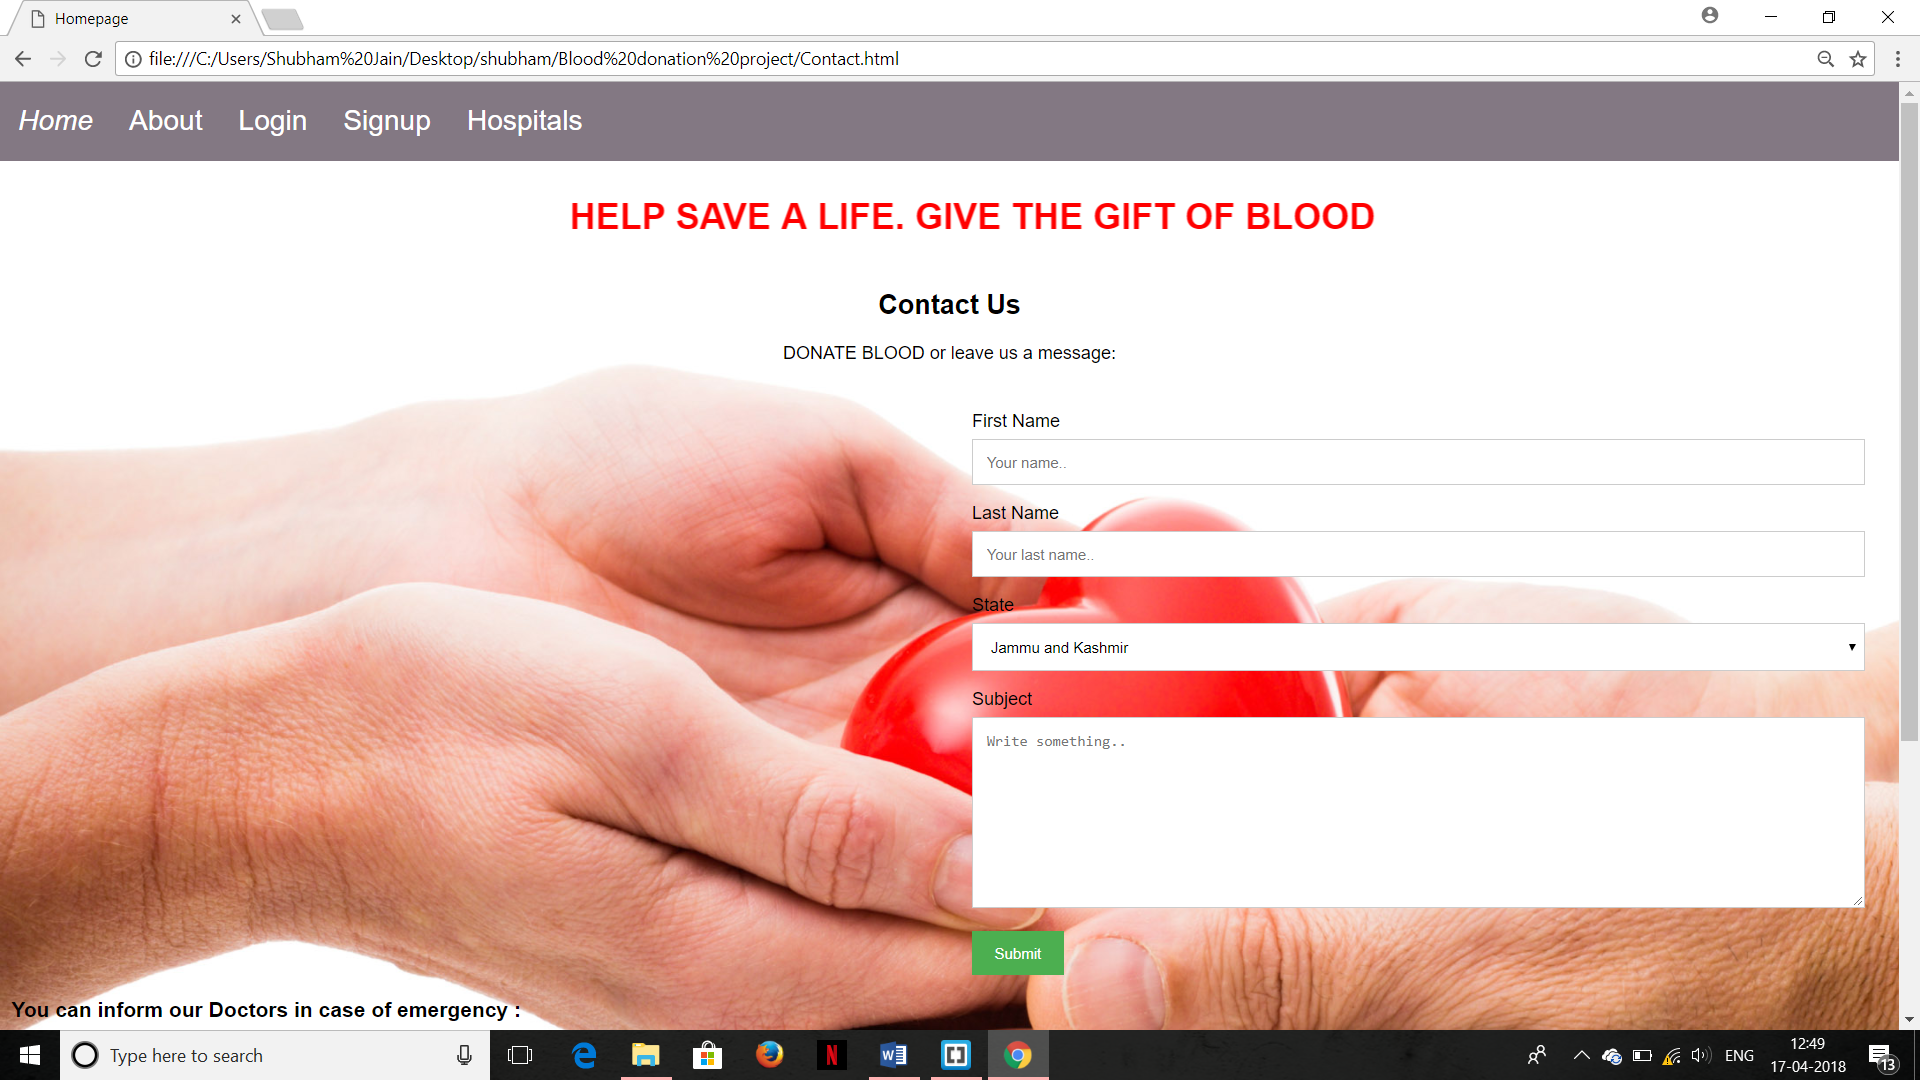 Homepage
file:///C:/Users/Shubham%20Jain/Desktop/shubham/Blood%20donation%20project/Contact.html
Home About Login Signup Hospitals
HELP SAVE A LIFE. GIVE THE GIFT OF BLOOD
Contact Us
DONATE BLOOD or leave us a message:
First Name
Your name..
Last Name
Your last name..
State
Jammu and Kashmir
Subject
Write something..
Submit
You can inform our Doctors in case of emergency :
Type here to search
ENG
12:49
17-04-2018
13